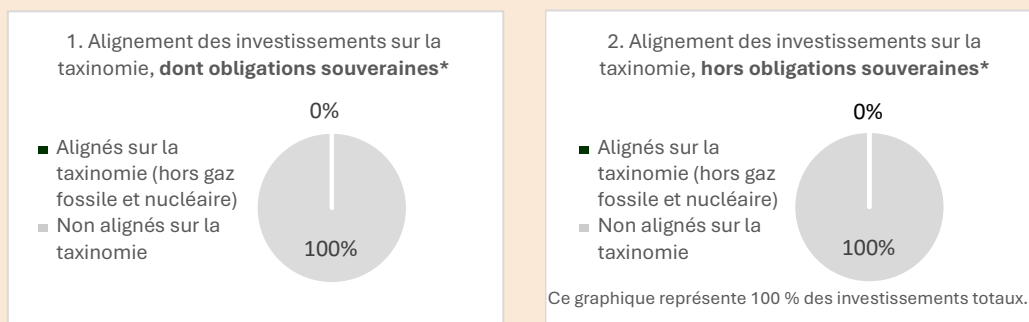 1. Alignement des investissements sur la
taxinomie, dont obligations souveraines*
0%
Alignés sur la
taxinomie (hors gaz
fossile et nucléaire)
Non alignés sur la
taxinomie
100%
2. Alignement des investissements sur la
taxinomie, hors obligations souveraines*
0%
Alignés sur la
taxinomie (hors gaz
fossile et nucléaire)
Non alignés sur la
taxinomie
100%
Ce graphique représente 100 % des investissements totaux.